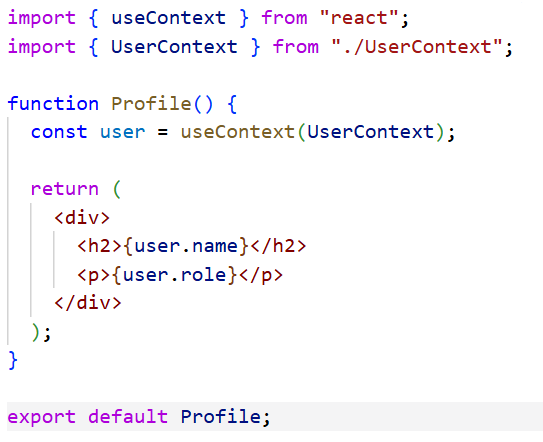 import { useContext } from "react";
import { UserContext } from "./UserContext";

function Profile() {
  const user = useContext(UserContext);

  return (
    <div>
      <h2>{user.name}</h2>
      <p>{user.role}</p>
    </div>
  );
}

export default Profile;